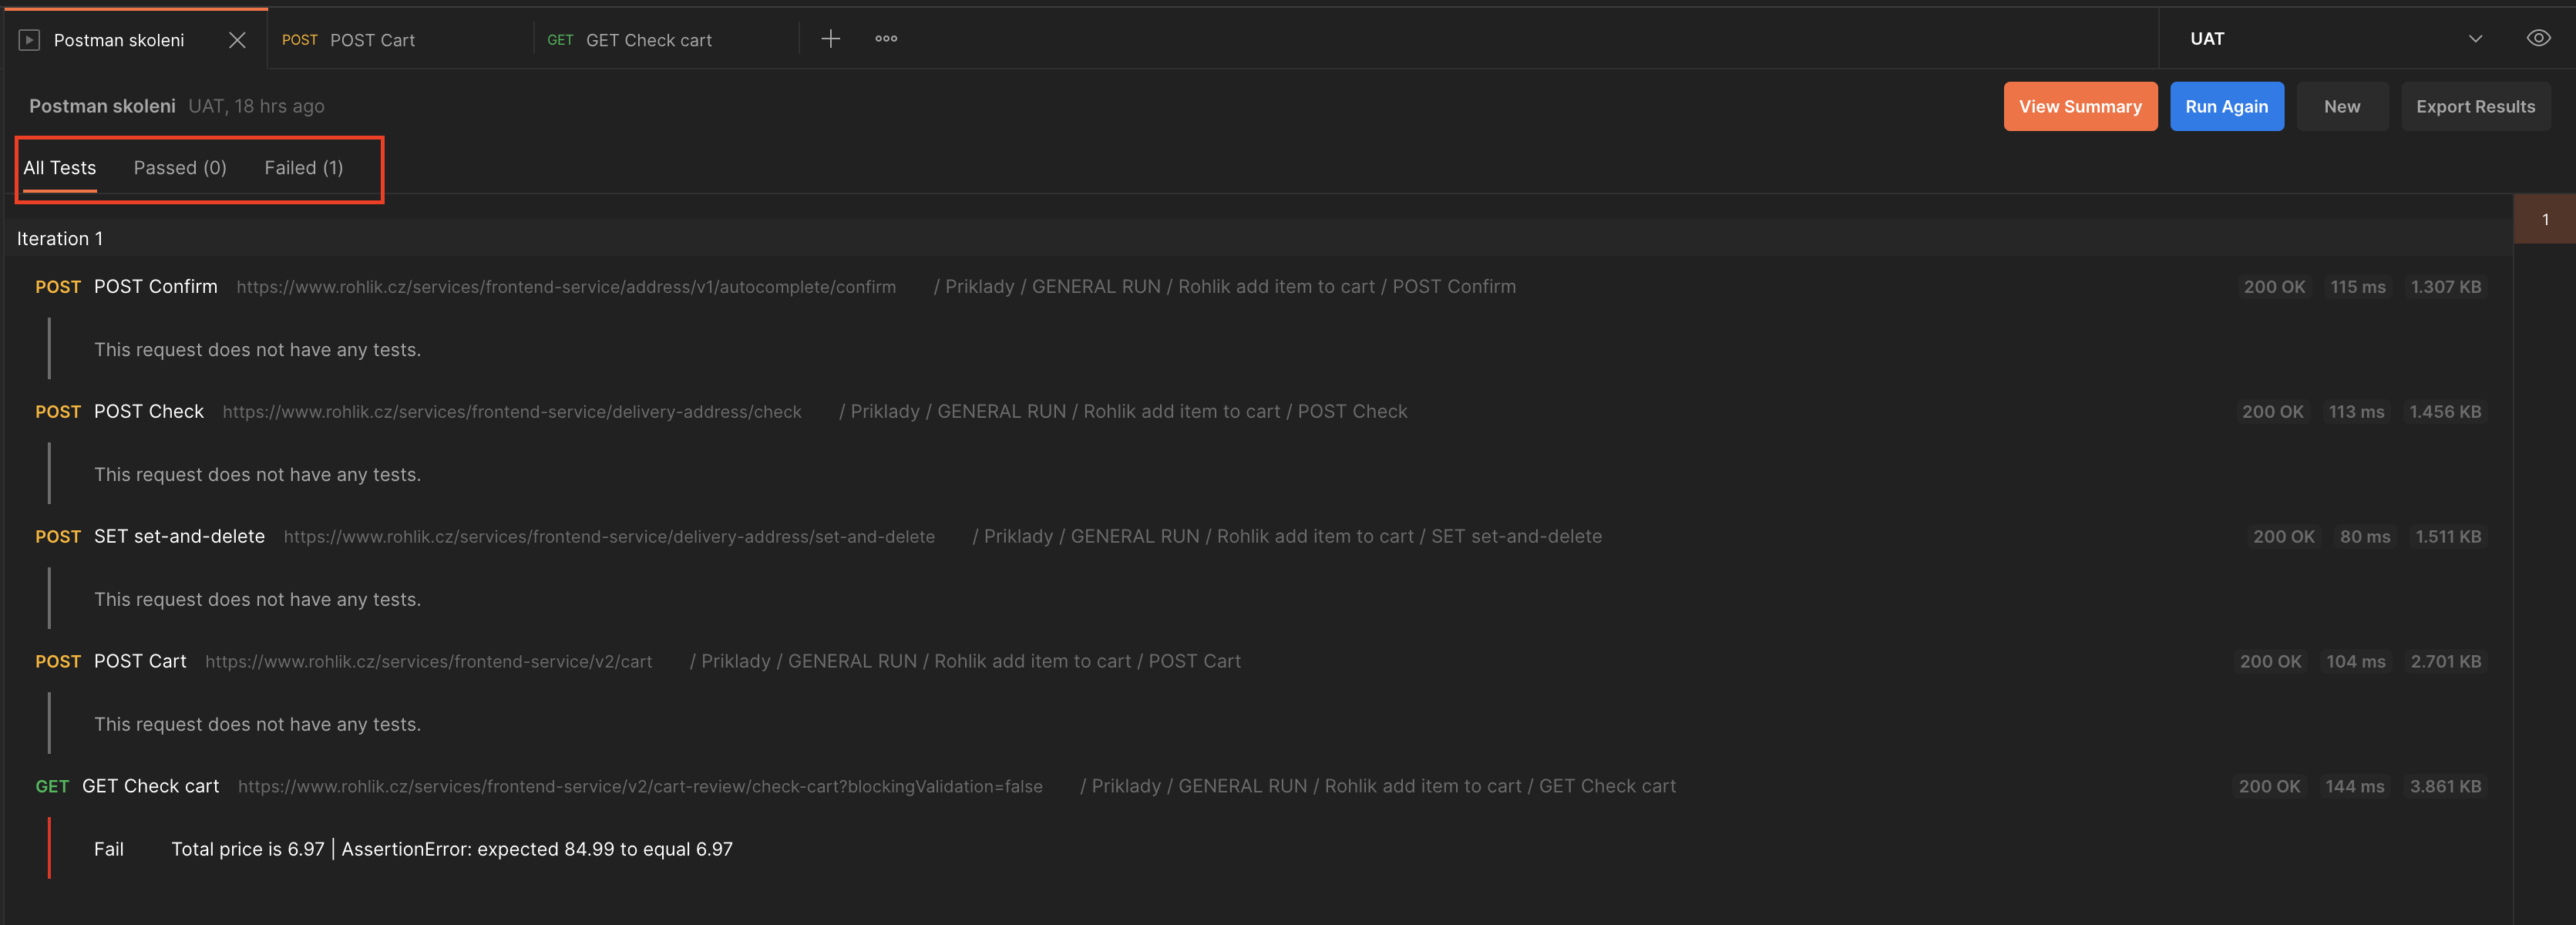 Postman skoleni POST POST Cart GET GET Check cart UAT
Postman skoleni UAT, 18 hrs ago View Summary Run Again New Export Results
All Tests Passed (0) Failed (1)
1
Iteration 1
POST POST Confirm https://www.rohlik.cz/services/frontend-service/address/v1/autocomplete/confirm / Priklady / GENERAL RUN / Rohlik add item to cart / POST Confirm 200 OK 115 ms 1.307 KB
This request does not have any tests.
POST POST Check https://www.rohlik.cz/services/frontend-service/delivery-address/check / Priklady / GENERAL RUN / Rohlik add item to cart / POST Check 200 OK 113 ms 1.456 KB
This request does not have any tests.
POST SET set-and-delete https://www.rohlik.cz/services/frontend-service/delivery-address/set-and-delete / Priklady / GENERAL RUN / Rohlik add item to cart / SET set-and-delete 200 OK 80 ms 1.511 KB
This request does not have any tests.
POST POST Cart https://www.rohlik.cz/services/frontend-service/v2/cart / Priklady / GENERAL RUN / Rohlik add item to cart / POST Cart 200 OK 104 ms 2.701 KB
This request does not have any tests.
GET GET Check cart https://www.rohlik.cz/services/frontend-service/v2/cart-review/check-cart?blockingValidation=false / Priklady / GENERAL RUN / Rohlik add item to cart / GET Check cart 200 OK 144 ms 3.861 KB
Fail Total price is 6.97 | AssertionError: expected 84.99 to equal 6.97